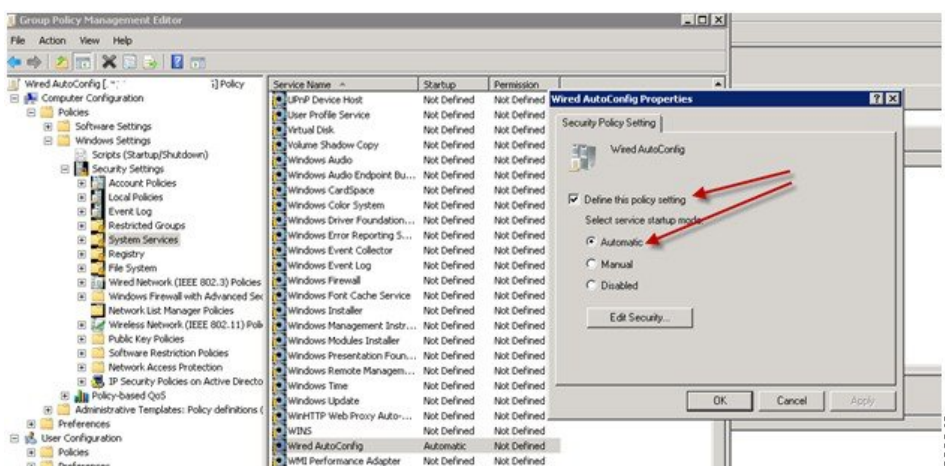 Group Policy Management Editor
File Action View Help
Wired AutoConfig [ ] Policy
Computer Configuration
Policies
Software Settings
Windows Settings
Scripts (Startup/Shutdown)
Security Settings
Account Policies
Local Policies
Event Log
Restricted Groups
System Services
Registry
File System
Wired Network (IEEE 802.3) Policies
Windows Firewall with Advanced Sec
Network List Manager Policies
Wireless Network (IEEE 802.11) Poli
Public Key Policies
Software Restriction Policies
Network Access Protection
IP Security Policies on Active Directo
Policy-based QoS
Administrative Templates: Policy definitions (
Preferences
User Configuration
Policies
Preferences
Service Name Startup Permission
UPnP Device Host Not Defined Not Defined
User Profile Service Not Defined Not Defined
Virtual Disk Not Defined Not Defined
Volume Shadow Copy Not Defined Not Defined
Windows Audio Not Defined Not Defined
Windows Audio Endpoint Bu... Not Defined Not Defined
Windows CardSpace Not Defined Not Defined
Windows Color System Not Defined Not Defined
Windows Driver Foundation... Not Defined Not Defined
Windows Error Reporting S... Not Defined Not Defined
Windows Event Collector Not Defined Not Defined
Windows Event Log Not Defined Not Defined
Windows Firewall Not Defined Not Defined
Windows Font Cache Service Not Defined Not Defined
Windows Installer Not Defined Not Defined
Windows Management Instr... Not Defined Not Defined
Windows Modules Installer Not Defined Not Defined
Windows Presentation Foun... Not Defined Not Defined
Windows Remote Managem... Not Defined Not Defined
Windows Time Not Defined Not Defined
Windows Update Not Defined Not Defined
WinHTTP Web Proxy Auto-... Not Defined Not Defined
WINS Not Defined Not Defined
Wired AutoConfig Automatic Not Defined
WMI Performance Adapter Not Defined Not Defined
Wired AutoConfig Properties
Security Policy Setting
Wired AutoConfig
Define this policy setting
Select service startup mode
Automatic
Manual
Disabled
Edit Security...
OK Cancel Apply